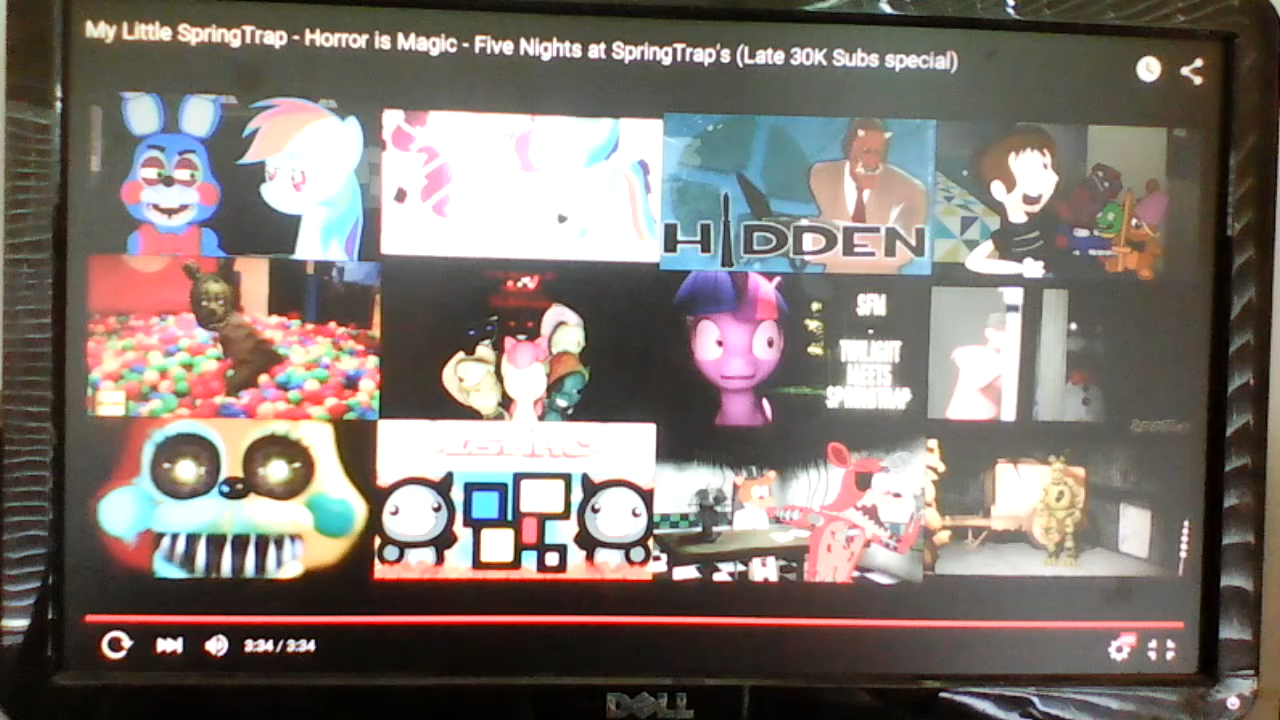 My Little SpringTrap - Horror is Magic - Five Nights at SpringTrap's (Late 30K Subs special)
HIDDEN
SFM
-
TWILIGHT
MEETS
SPRINGTRAP
3:34 / 3:34
DELL